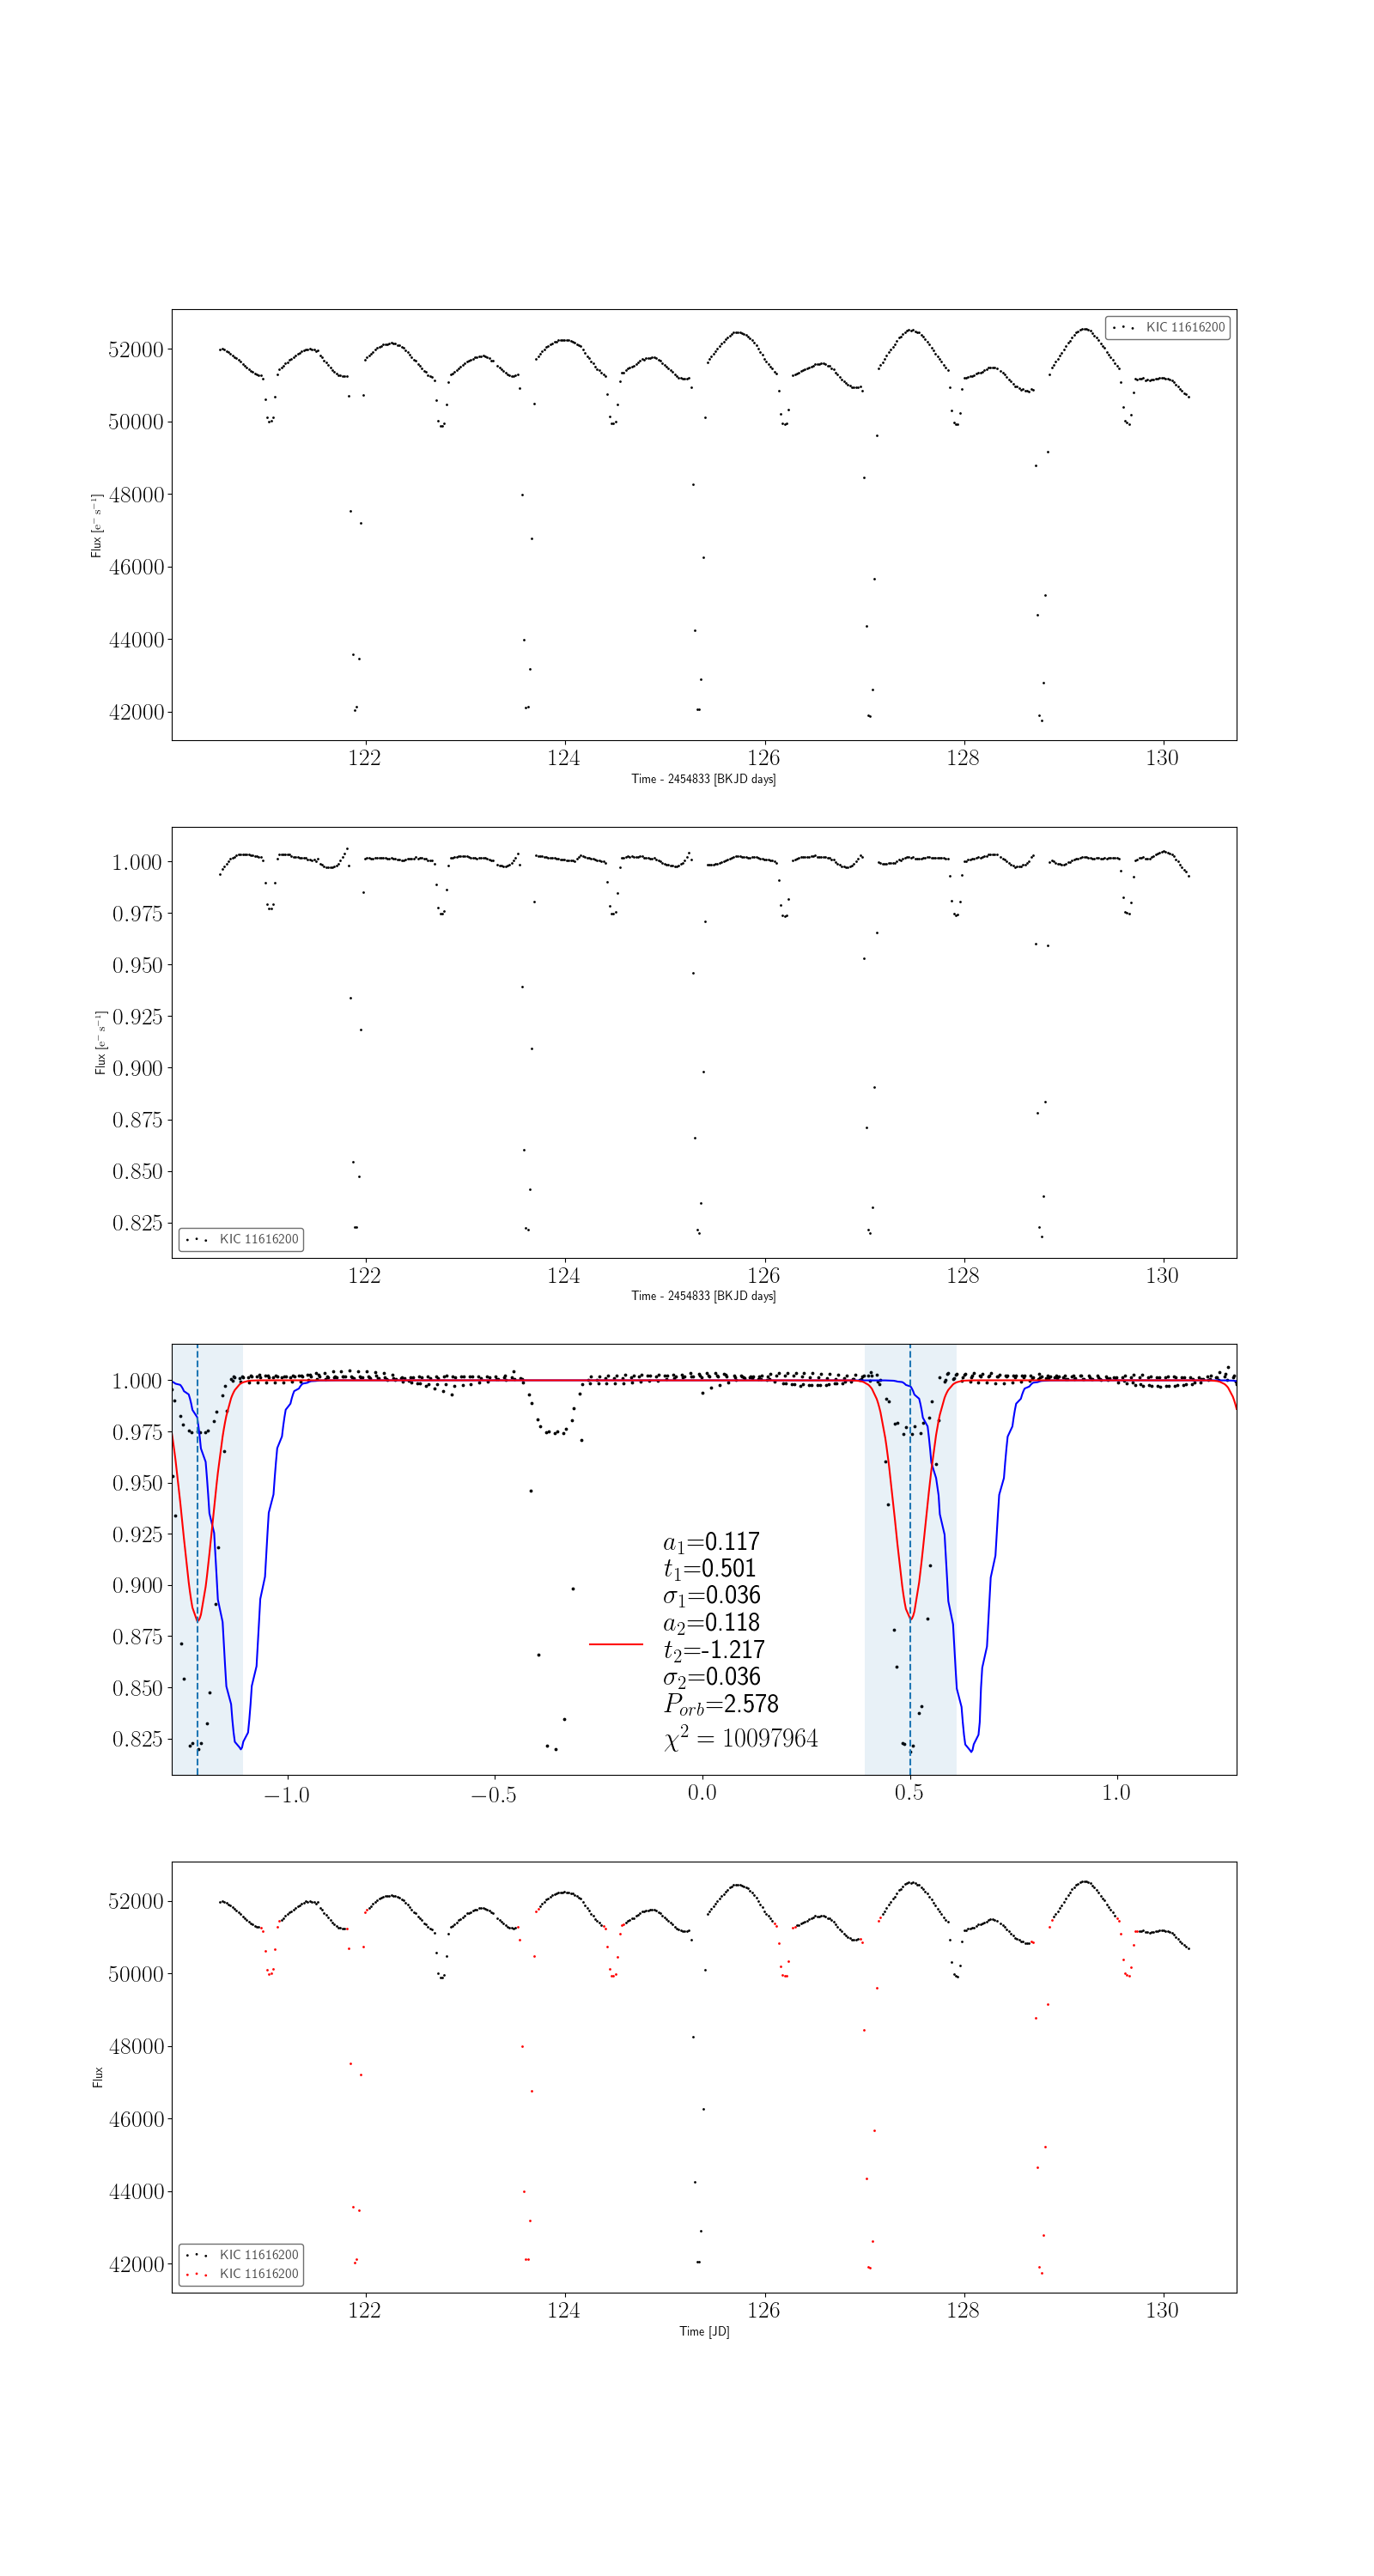 52000
50000
48000
46000
44000
42000
Flux [e⁻ s⁻¹]
KIC 11616200
122 124 126 128 130
Time - 2454833 [BKJD days]
1.000
0.975
0.950
0.925
0.900
0.875
0.850
0.825
Flux [e⁻ s⁻¹]
KIC 11616200
122 124 126 128 130
Time - 2454833 [BKJD days]
1.000
0.975
0.950
0.925
0.900
0.875
0.850
0.825
a₁=0.117
t₁=0.501
σ₁=0.036
a₂=0.118
t₂=-1.217
σ₂=0.036
P_orb=2.578
χ² = 10097964
−1.0 −0.5 0.0 0.5 1.0
52000
50000
48000
46000
44000
42000
Flux
KIC 11616200
KIC 11616200
122 124 126 128 130
Time [JD]